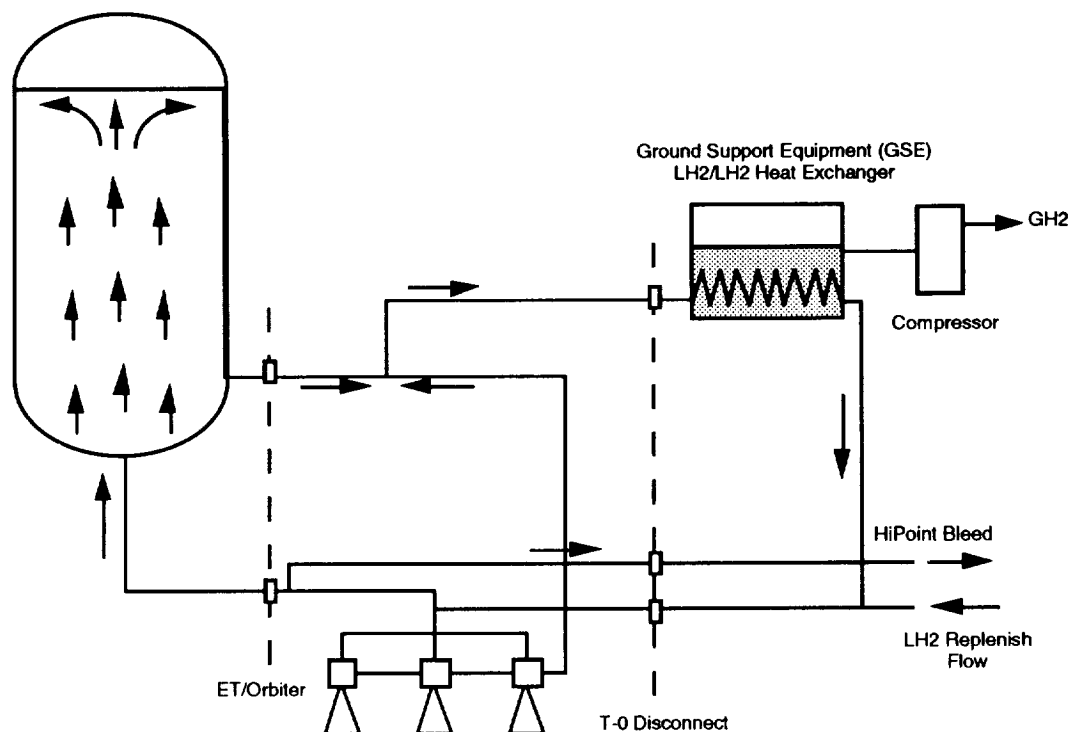 Ground Support Equipment (GSE)
LH2/LH2 Heat Exchanger
GH2
Compressor
HiPoint Bleed
LH2 Replenish
Flow
ET/Orbiter
T-0 Disconnect